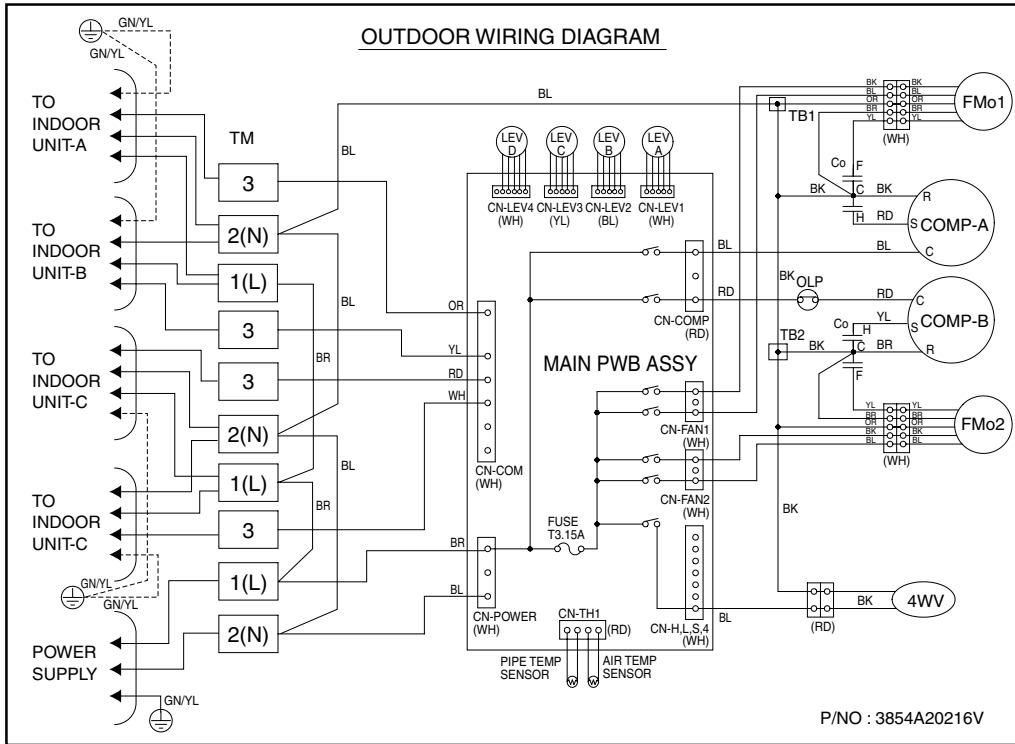 OUTDOOR WIRING DIAGRAM
GN/YL
GN/YL
TO
INDOOR
UNIT-A
TO
INDOOR
UNIT-B
TO
INDOOR
UNIT-C
TO
INDOOR
UNIT-C
GN/YL
GN/YL
POWER
SUPPLY
GN/YL
TM
3
2(N)
1(L)
3
3
2(N)
1(L)
3
1(L)
2(N)
BL
BL
BL
BR
BL
BR
LEV
D
LEV
C
LEV
B
LEV
A
CN-LEV4
(WH)
CN-LEV3
(YL)
CN-LEV2
(BL)
CN-LEV1
(WH)
OR
YL
RD
WH
CN-COM
(WH)
BR
BL
CN-POWER
(WH)
MAIN PWB ASSY
FUSE
T3.15A
CN-COMP
(RD)
CN-FAN1
(WH)
CN-FAN2
(WH)
CN-H,L,S,4
(WH)
CN-TH1
(RD)
PIPE TEMP
SENSOR
AIR TEMP
SENSOR
BL
RD
BL
BK
BL
OR
BR
YL
BK
BL
OR
BR
YL
(WH)
FMo1
TB1
Co
F
C
H
BK
BK
RD
BL
R
S
C
COMP-A
BK
OLP
RD
YL
BR
C
S
R
COMP-B
TB2
BK
Co
H
C
F
YL
BR
OR
BK
BL
YL
BR
OR
BK
BL
(WH)
FMo2
BK
BL
BK
(RD)
4WV
P/NO : 3854A20216V